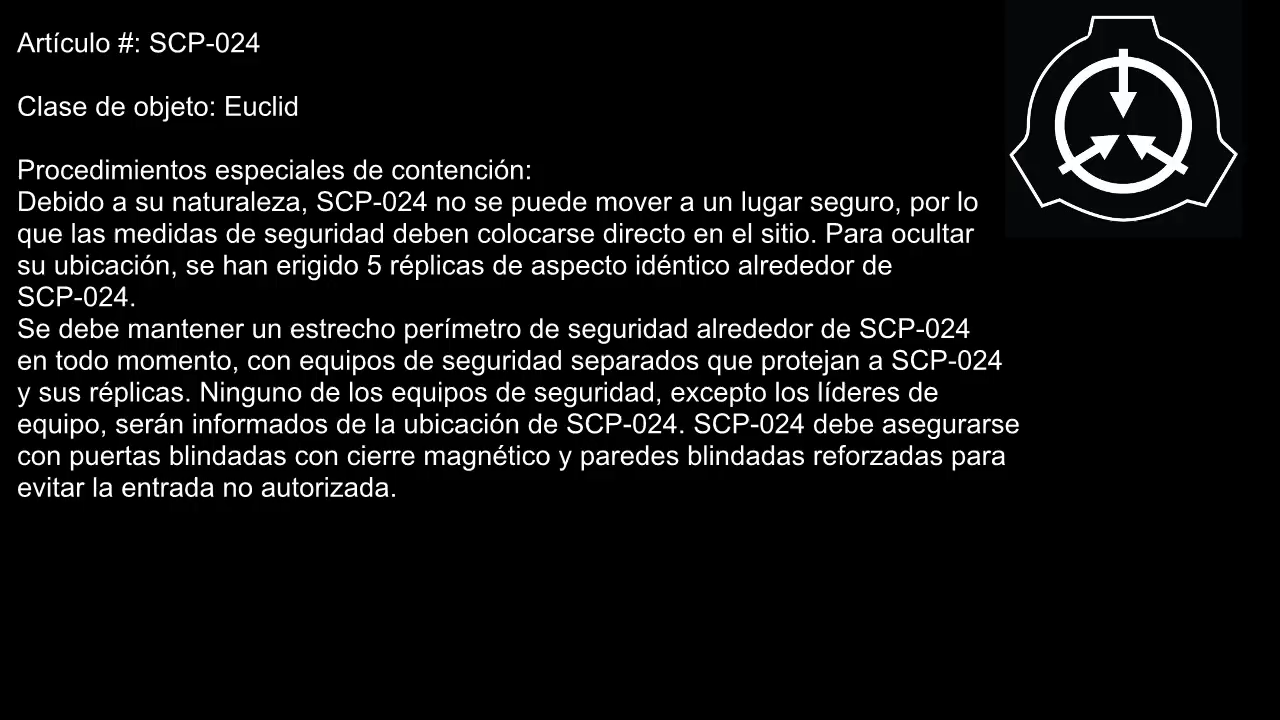 Artículo #: SCP-024
Clase de objeto: Euclid
Procedimientos especiales de contención:
Debido a su naturaleza, SCP-024 no se puede mover a un lugar seguro, por lo
que las medidas de seguridad deben colocarse directo en el sitio. Para ocultar
su ubicación, se han erigido 5 réplicas de aspecto idéntico alrededor de
SCP-024.
Se debe mantener un estrecho perímetro de seguridad alrededor de SCP-024
en todo momento, con equipos de seguridad separados que protejan a SCP-024
y sus réplicas. Ninguno de los equipos de seguridad, excepto los líderes de
equipo, serán informados de la ubicación de SCP-024. SCP-024 debe asegurarse
con puertas blindadas con cierre magnético y paredes blindadas reforzadas para
evitar la entrada no autorizada.